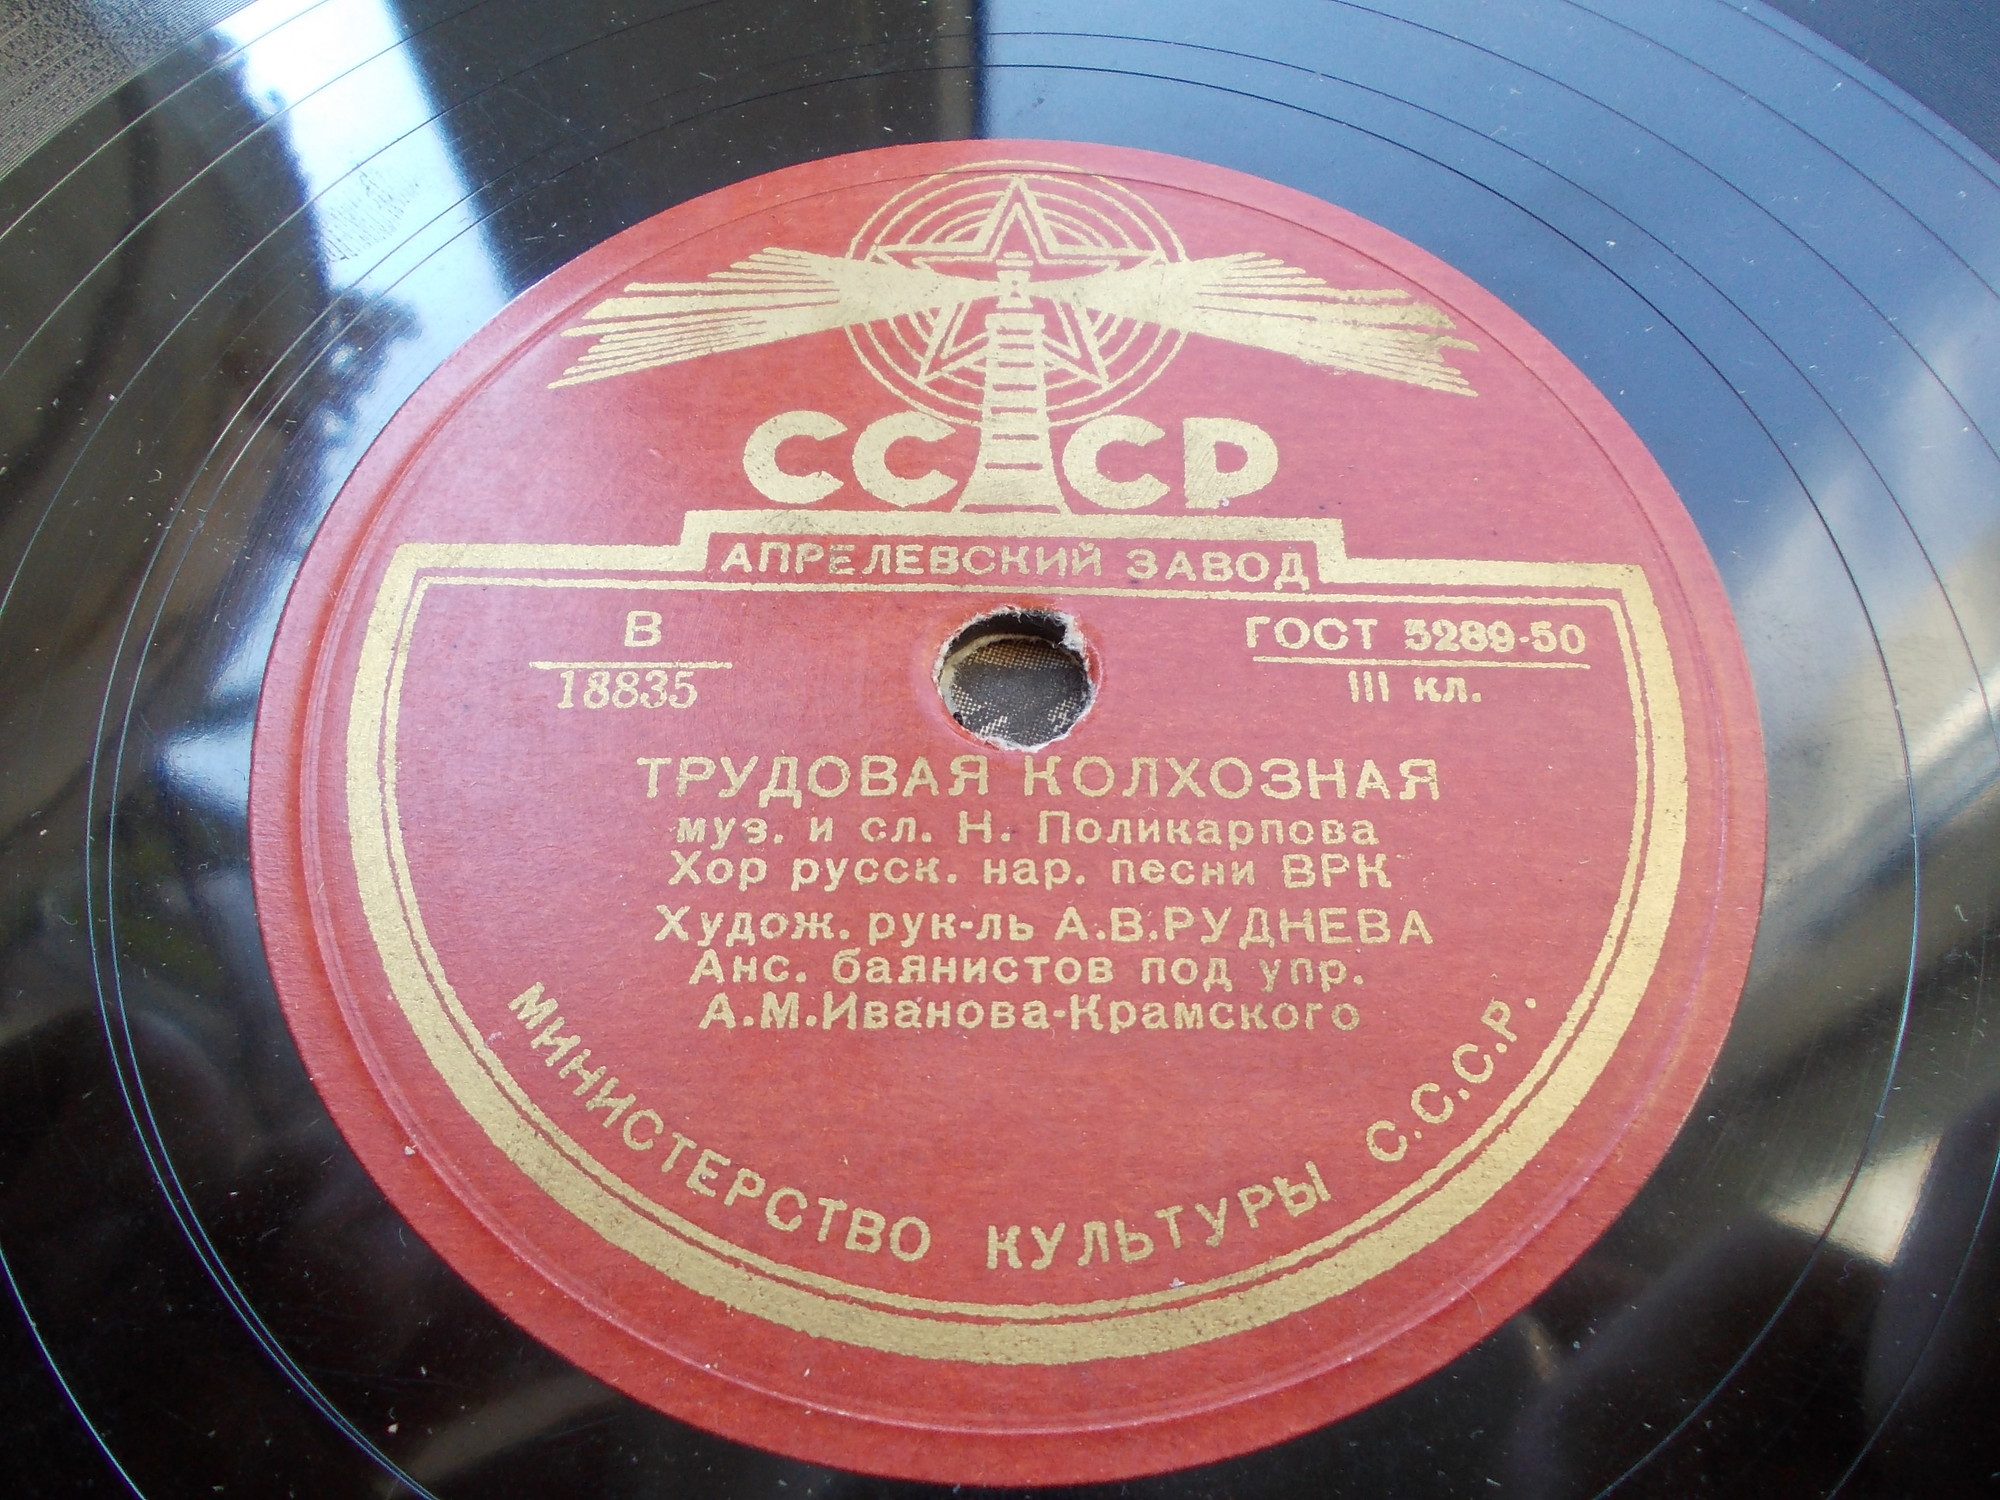 СССР
АПРЕЛЕВСКИЙ ЗАВОД
В
18835
ГОСТ 5289-50
III кл.
ТРУДОВАЯ КОЛХОЗНАЯ
муз. и сл. Н. Поликарпова
Хор русск. нар. песни ВРК
Худож. рук-ль А.В.РУДНЕВА
Анс. баянистов под упр.
А.М.Иванова-Крамского
МИНИСТЕРСТВО КУЛЬТУРЫ С.С.С.Р.